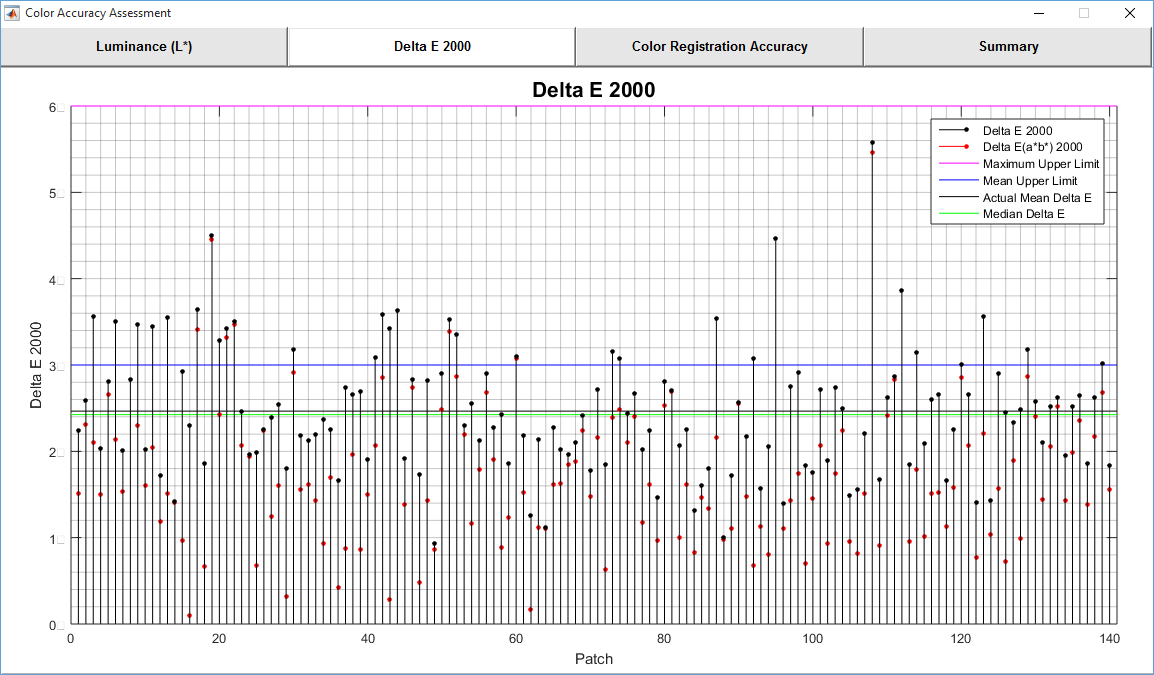 Color Accuracy Assessment
Luminance (L*)
Delta E 2000
Color Registration Accuracy
Summary
Delta E 2000
Delta E 2000
Delta E(a*b*) 2000
Maximum Upper Limit
Mean Upper Limit
Actual Mean Delta E
Median Delta E
Delta E 2000
6
5
4
3
2
1
0
0 20 40 60 80 100 120 140
Patch